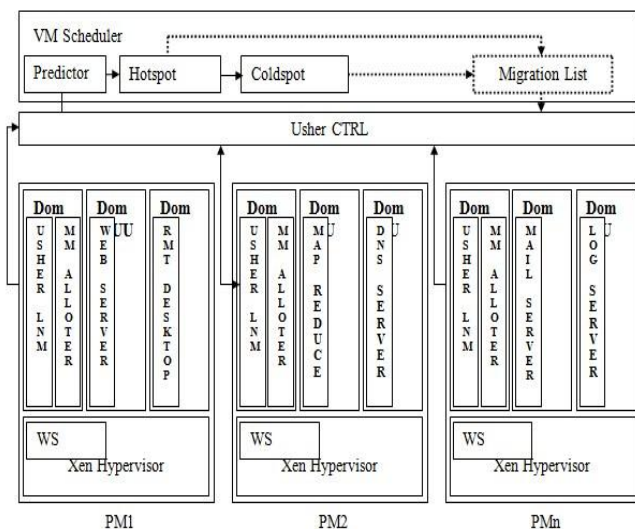 VM Scheduler
Predictor
Hotspot
Coldspot
Migration List
Usher CTRL
Dom
Dom
UU
Dom
USHER LNM
MM ALLOTER
WEB SERVER
RMT DESKTOP
WS
Xen Hypervisor
PM1
Dom
Dom
U
Dom
U
USHER LNM
MM ALLOTER
MAP REDUCE
DNS SERVER
WS
Xen Hypervisor
PM2
Dom
Dom
U
Dom
U
USHER LNM
MM ALLOTER
MAIL SERVER
LOG SERVER
WS
Xen Hypervisor
PMn